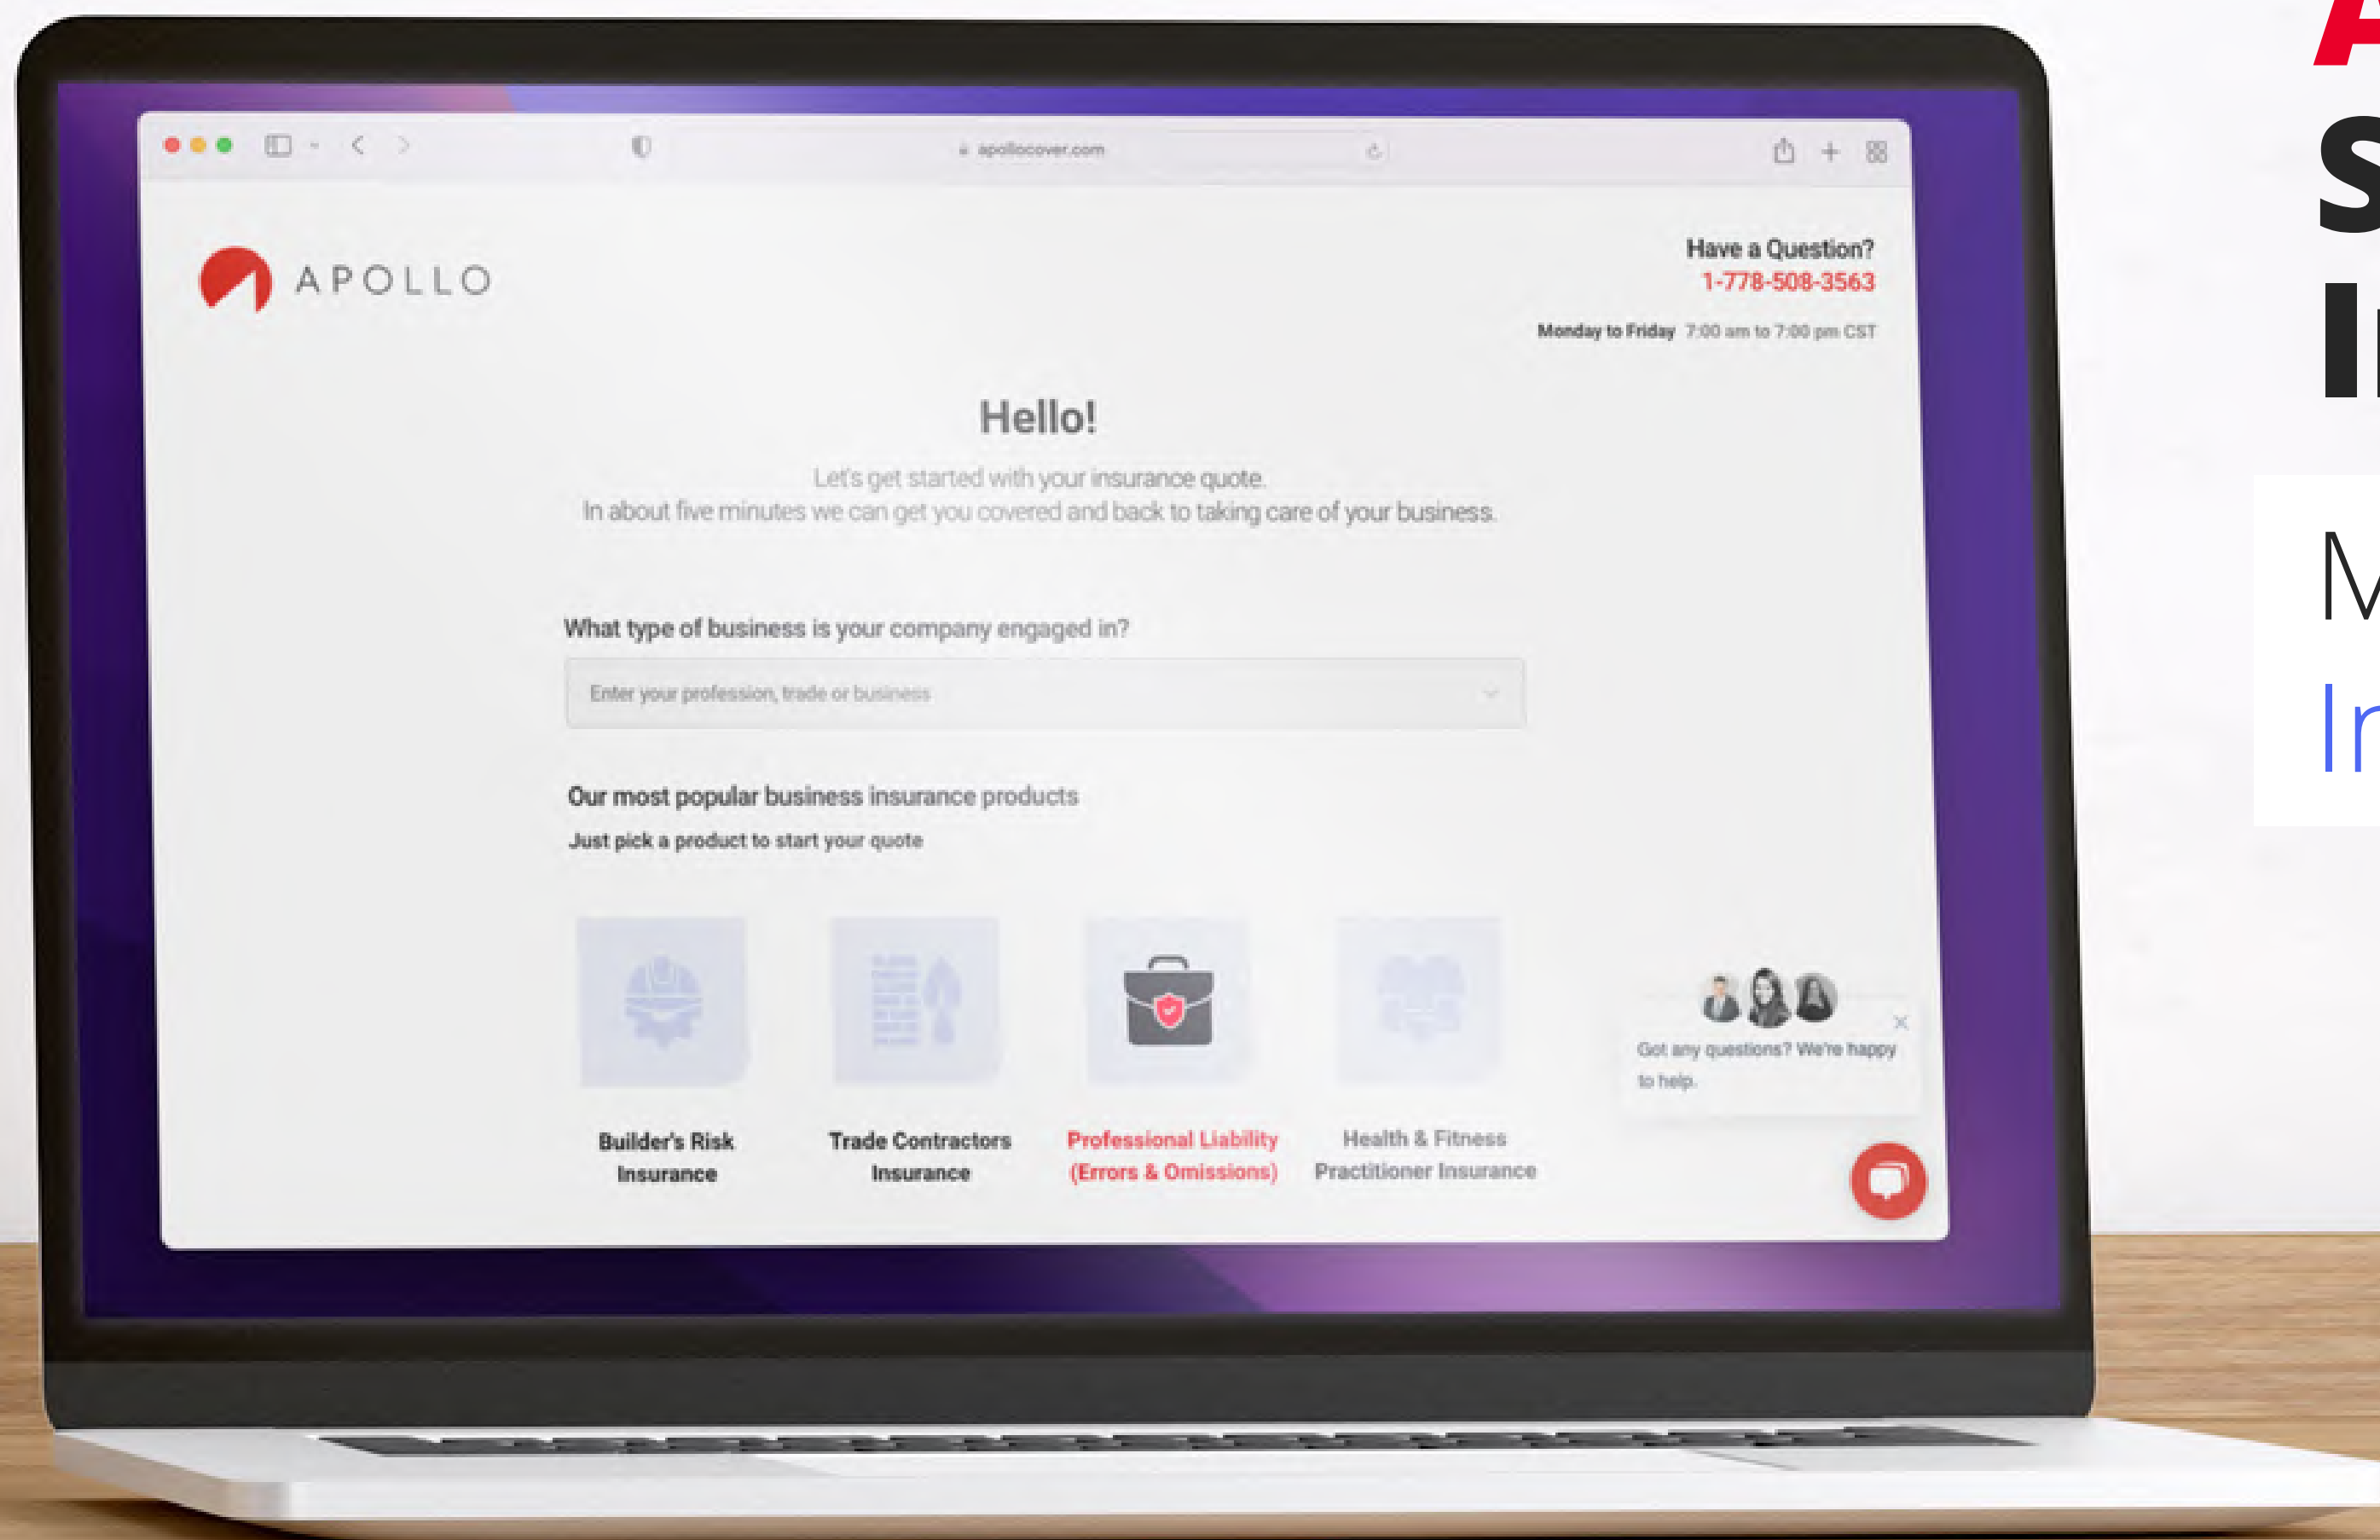 apollocover.com
APOLLO
Have a Question?
1-778-508-3563
Monday to Friday 7:00 am to 7:00 pm CST
Hello!
Let's get started with your insurance quote.
In about five minutes we can get you covered and back to taking care of your business.
What type of business is your company engaged in?
Enter your profession, trade or business
Our most popular business insurance products
Just pick a product to start your quote
Builder's Risk
Insurance
Trade Contractors
Insurance
Professional Liability
(Errors & Omissions)
Health & Fitness
Practitioner Insurance
Got any questions? We're happy
to help.